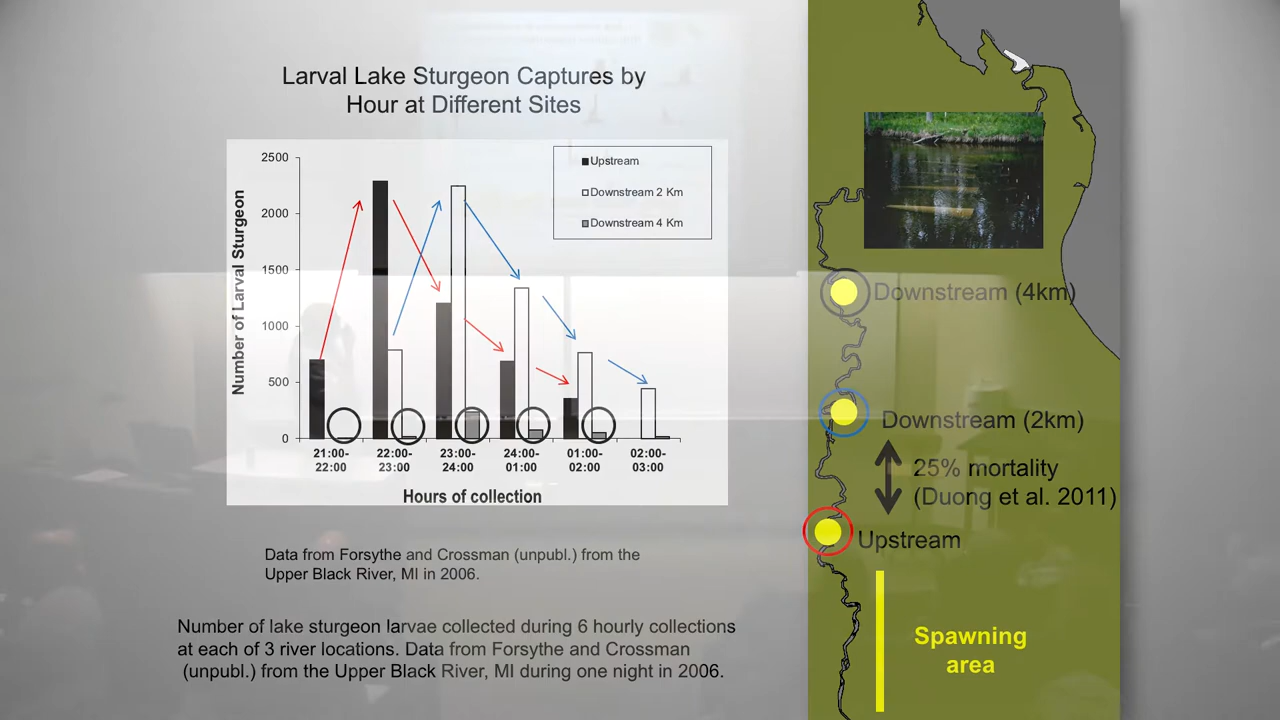 Larval Lake Sturgeon Captures by
Hour at Different Sites
Number of Larval Sturgeon
2500
2000
1500
1000
500
0
Upstream
Downstream 2 Km
Downstream 4 Km
21:00-
22:00
22:00-
23:00
23:00-
24:00
24:00-
01:00
01:00-
02:00
02:00-
03:00
Hours of collection
Data from Forsythe and Crossman (unpubl.) from the
Upper Black River, MI in 2006.
Number of lake sturgeon larvae collected during 6 hourly collections
at each of 3 river locations. Data from Forsythe and Crossman
(unpubl.) from the Upper Black River, MI during one night in 2006.
Downstream (4km)
Downstream (2km)
25% mortality
(Duong et al. 2011)
Upstream
Spawning
area